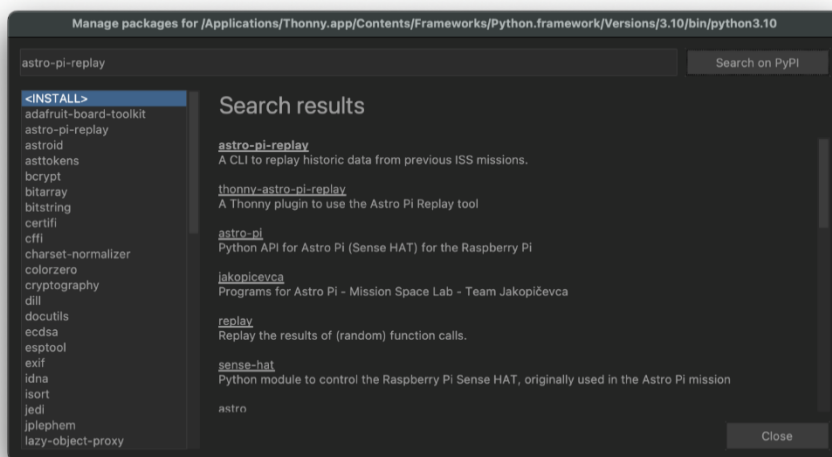 Manage packages for /Applications/Thonny.app/Contents/Frameworks/Python.framework/Versions/3.10/bin/python3.10
astro-pi-replay
Search on PyPI
<INSTALL>
adafruit-board-toolkit
astro-pi-replay
astroid
asttokens
bcrypt
bitarray
bitstring
certifi
cffi
charset-normalizer
colorzero
cryptography
dill
docutils
ecdsa
esptool
exif
idna
isort
jedi
jplephem
lazy-object-proxy
Search results
astro-pi-replay
A CLI to replay historic data from previous ISS missions.
thonny-astro-pi-replay
A Thonny plugin to use the Astro Pi Replay tool
astro-pi
Python API for Astro Pi (Sense HAT) for the Raspberry Pi
jakopicevca
Programs for Astro Pi - Mission Space Lab - Team Jakopičevca
replay
Replay the results of (random) function calls.
sense-hat
Python module to control the Raspberry Pi Sense HAT, originally used in the Astro Pi mission
astro
Close